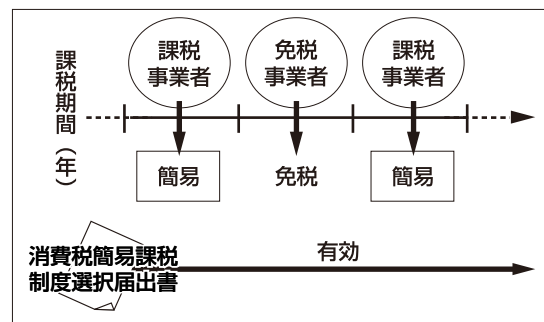 課税期間（年）
課税
事業者
免税
事業者
課税
事業者
簡易
免税
簡易
消費税簡易課税
制度選択届出書
有効